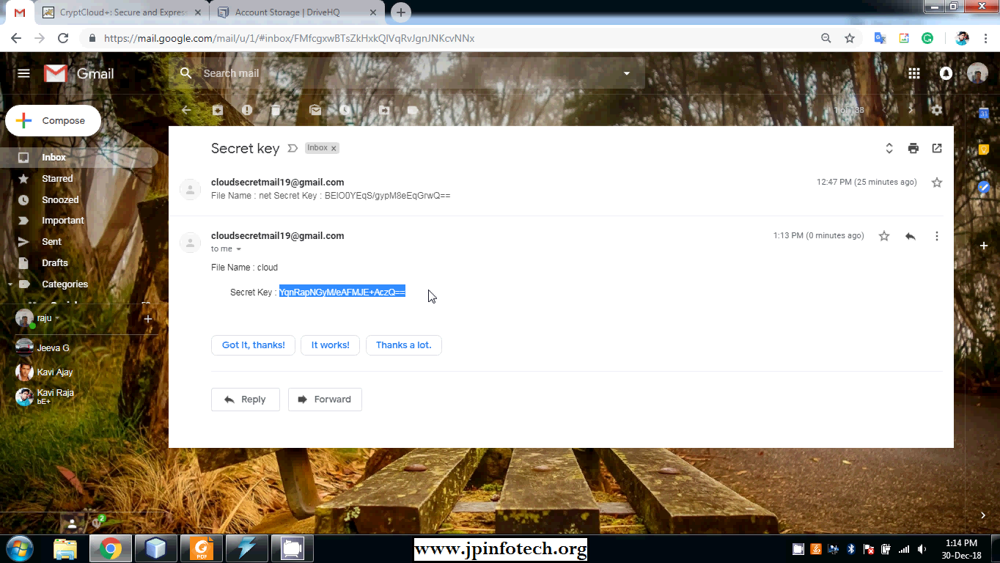 CryptCloud+: Secure and Express
Account Storage | DriveHQ
https://mail.google.com/mail/u/1/#inbox/FMfcgxwBTsZkHxkQlVqRvJgnJNKcvNNx
Gmail
Search mail
Compose
1 of 138
31
Inbox
Starred
Snoozed
Important
Sent
Drafts
Categories
raju
Jeeva G
Kavi Ajay
Kavi Raja
bE+
2
Secret key
Inbox x
cloudsecretmail19@gmail.com
12:47 PM (25 minutes ago)
File Name : net Secret Key : BEIO0YEqS/gypM8eEqGrwQ==
cloudsecretmail19@gmail.com
1:13 PM (0 minutes ago)
to me
File Name : cloud
Secret Key : YqnRapNGyM/eAFMJE+AczQ==
Got it, thanks!
It works!
Thanks a lot.
Reply
Forward
PDF
www.jpinfotech.org
1:14 PM
30-Dec-18